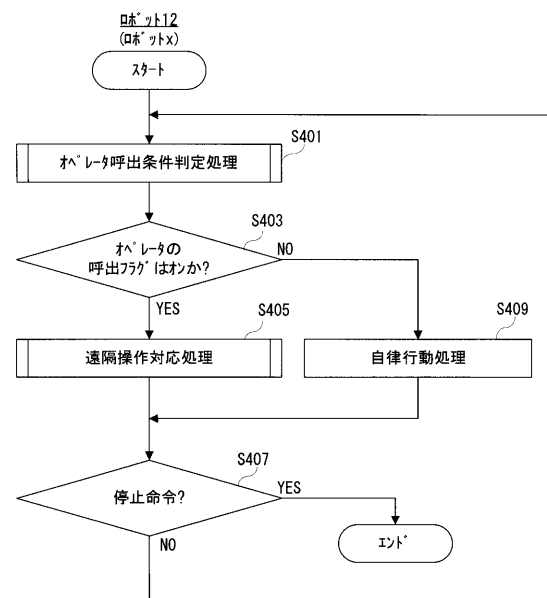 ﾛﾎﾞｯﾄ12
(ﾛﾎﾞｯﾄx)
ｽﾀｰﾄ
S401
ｵﾍﾟﾚｰﾀ呼出条件判定処理
S403
ｵﾍﾟﾚｰﾀの
呼出ﾌﾗｸﾞはｵﾝか?
NO
YES
S405
遠隔操作対応処理
S409
自律行動処理
S407
停止命令?
YES
NO
ｴﾝﾄﾞ